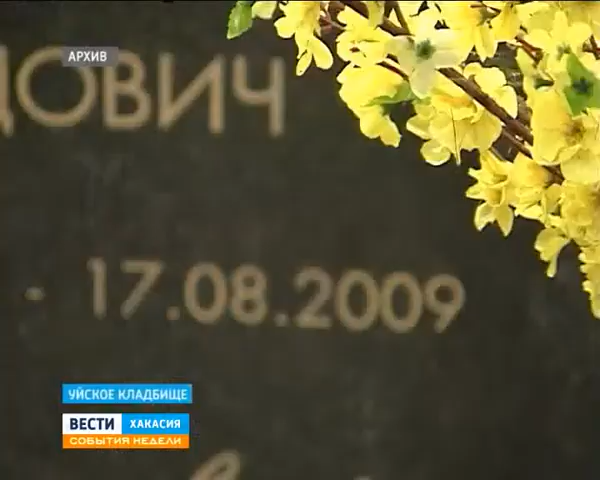 АРХИВ
ДОВИЧ
- 17.08.2009
УЙСКОЕ КЛАДБИЩЕ
ВЕСТИ ХАКАСИЯ
СОБЫТИЯ НЕДЕЛИ